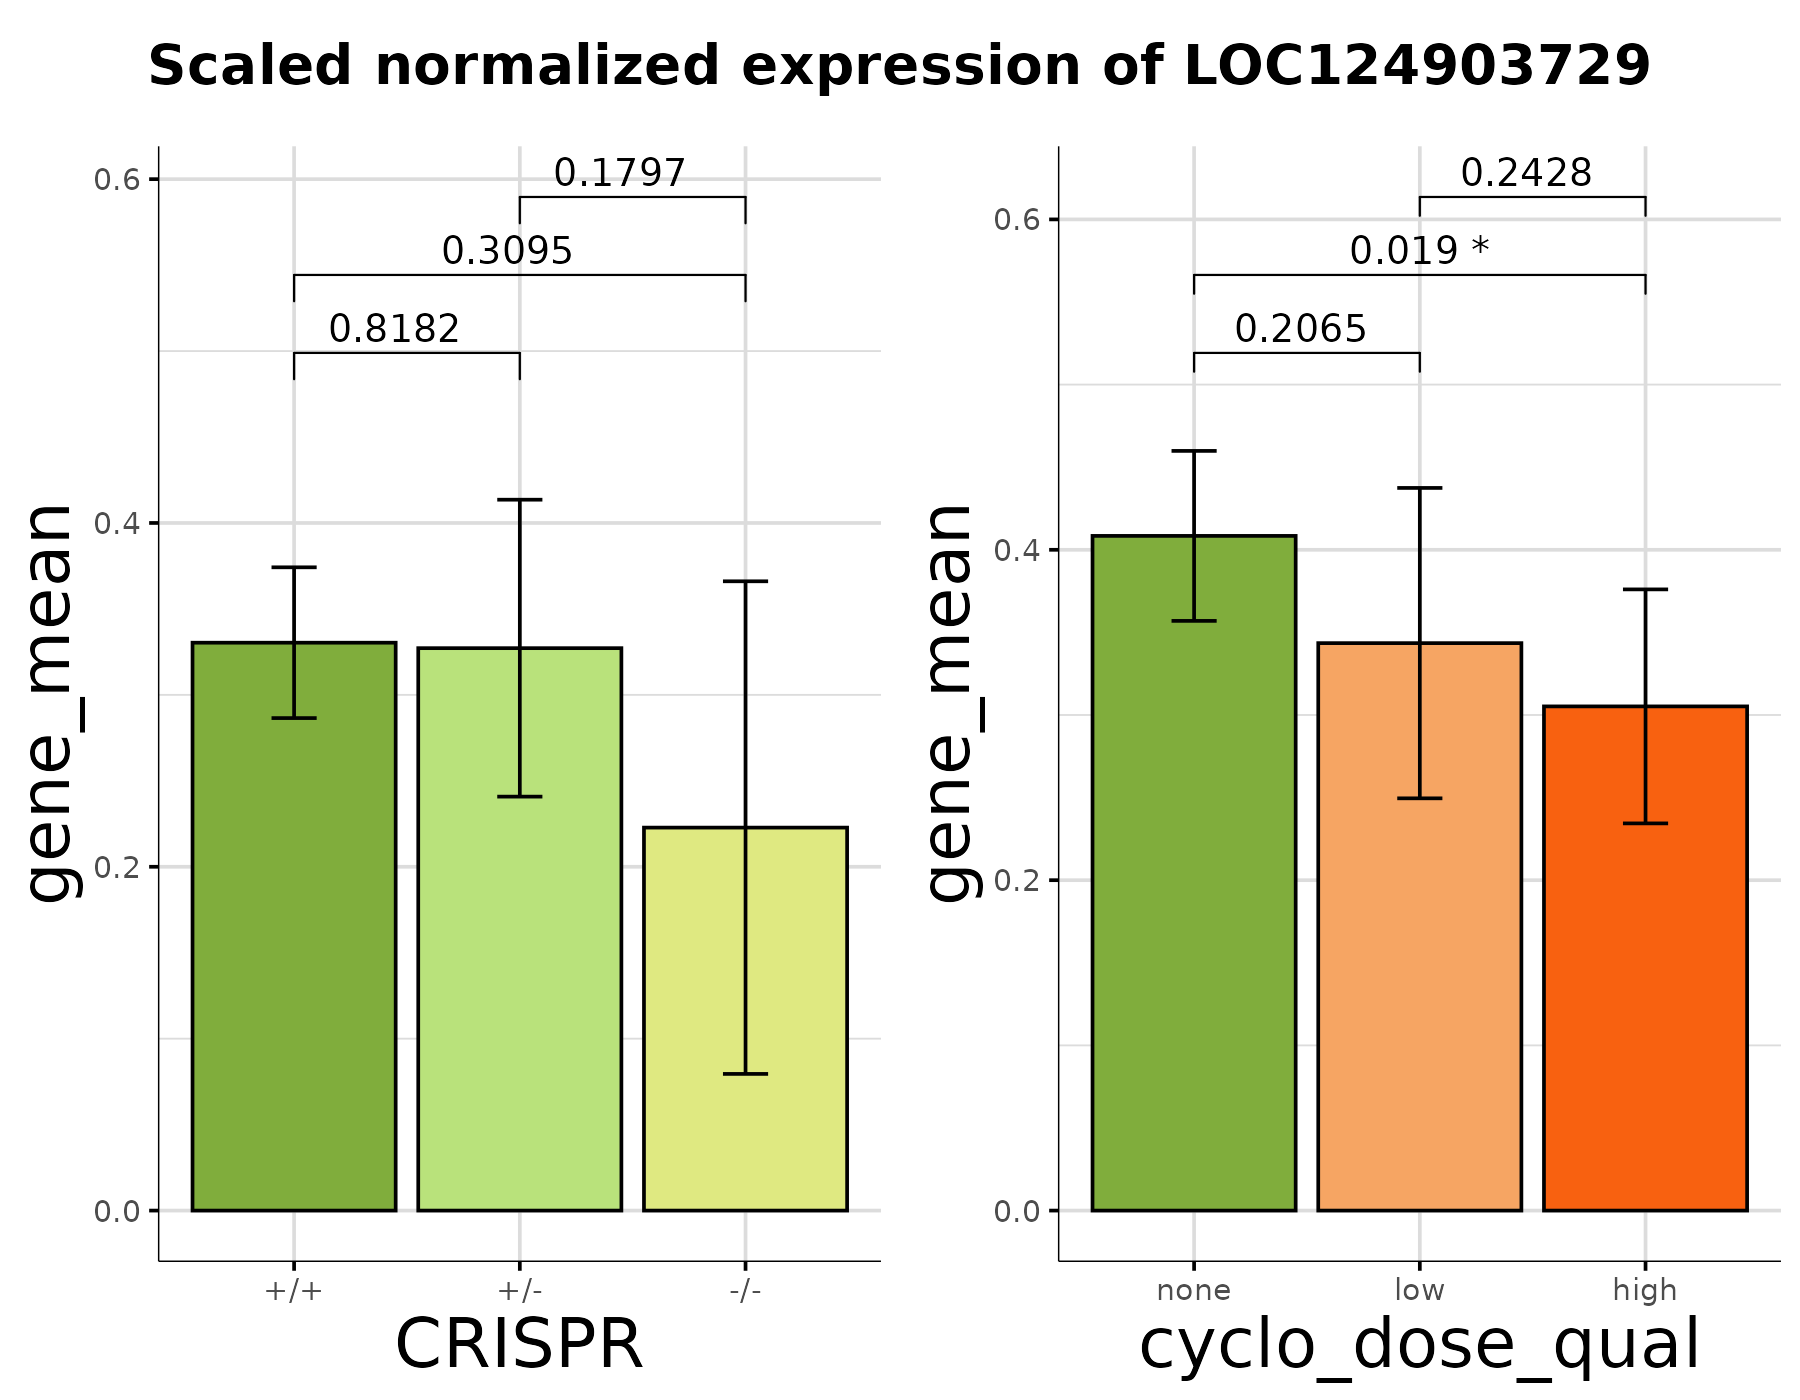 Scaled normalized expression of LOC124903729
gene_mean
0.6
0.4
0.2
0.0
0.1797
0.3095
0.8182
+/+
+/-
-/-
CRISPR
gene_mean
0.6
0.4
0.2
0.0
0.2428
0.019 *
0.2065
none
low
high
cyclo_dose_qual